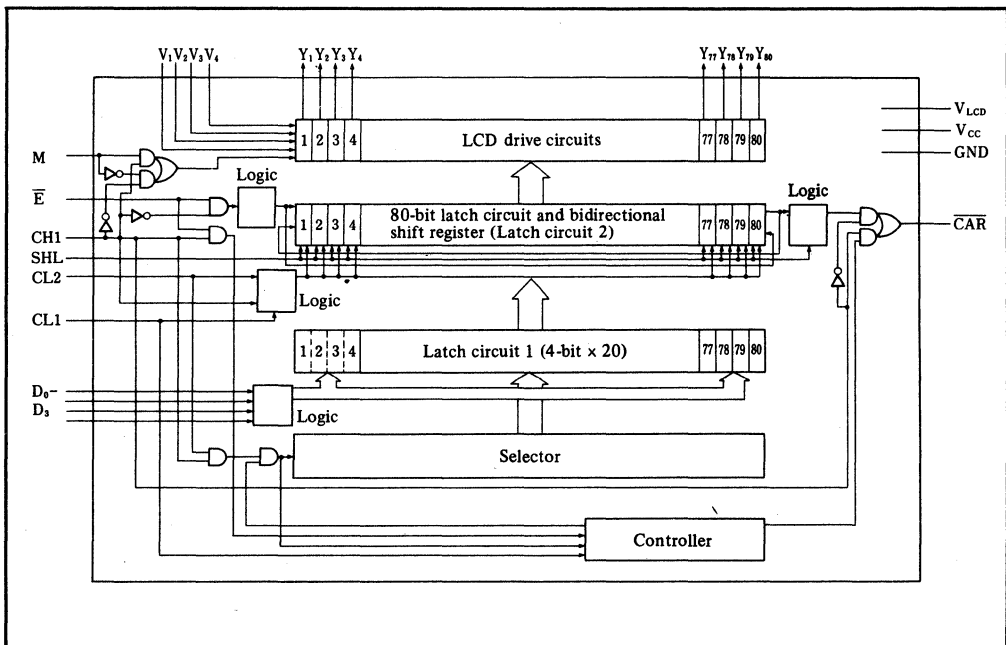 V₁ V₂ V₃ V₄ Y₁ Y₂ Y₃ Y₄ Y₇₇ Y₇₈ Y₇₉ Y₈₀
V_LCD
V_CC
GND
1 2 3 4 LCD drive circuits 77 78 79 80
M
Logic
Logic
E̅
1 2 3 4 80-bit latch circuit and bidirectional shift register (Latch circuit 2) 77 78 79 80
C̅A̅R̅
CH1
SHL
CL2
Logic
CL1
1 2 3 4 Latch circuit 1 (4-bit × 20) 77 78 79 80
D₀–
D₃
Logic
Selector
Controller